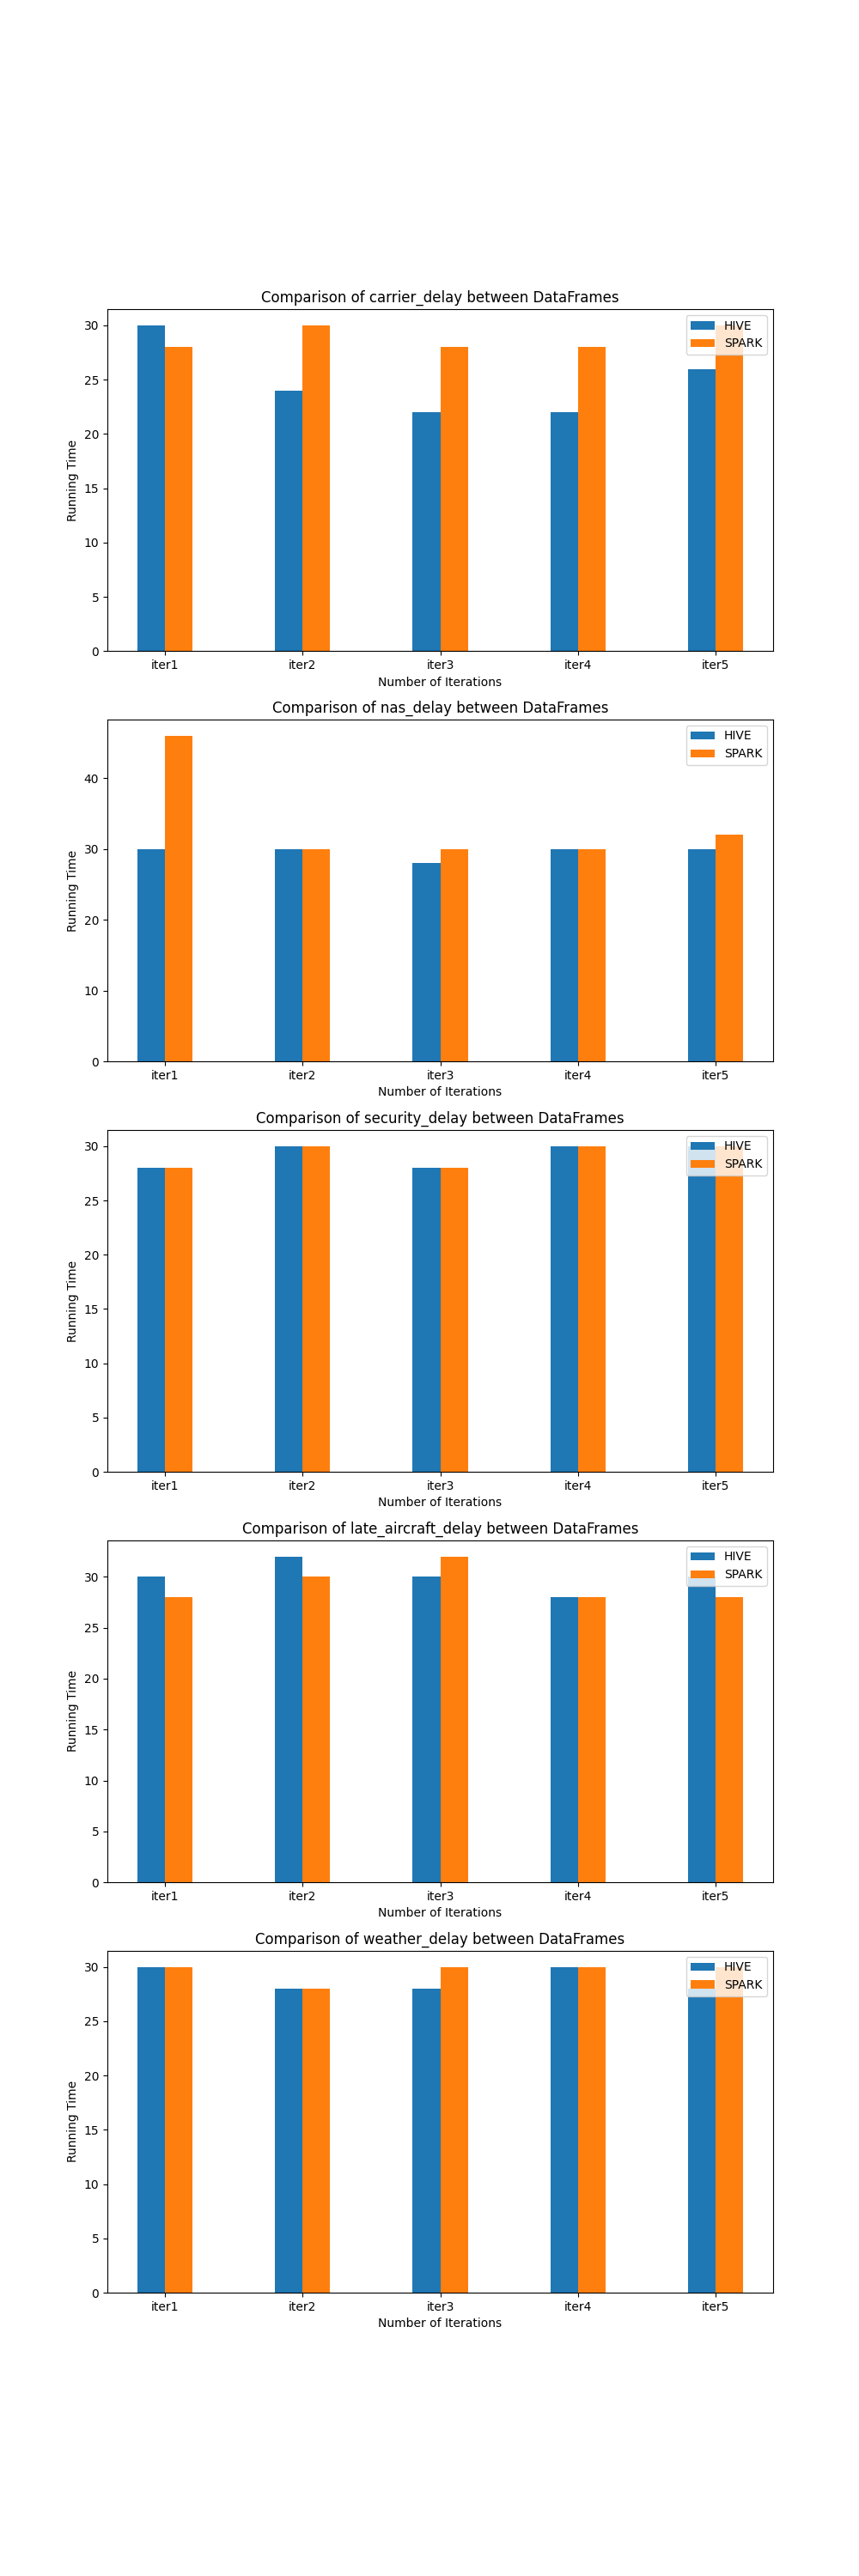 Comparison of carrier_delay between DataFrames
HIVE
SPARK
30
25
20
15
10
5
0
Running Time
iter1 iter2 iter3 iter4 iter5
Number of Iterations
Comparison of nas_delay between DataFrames
HIVE
SPARK
40
30
20
10
0
Running Time
iter1 iter2 iter3 iter4 iter5
Number of Iterations
Comparison of security_delay between DataFrames
HIVE
SPARK
30
25
20
15
10
5
0
Running Time
iter1 iter2 iter3 iter4 iter5
Number of Iterations
Comparison of late_aircraft_delay between DataFrames
HIVE
SPARK
30
25
20
15
10
5
0
Running Time
iter1 iter2 iter3 iter4 iter5
Number of Iterations
Comparison of weather_delay between DataFrames
HIVE
SPARK
30
25
20
15
10
5
0
Running Time
iter1 iter2 iter3 iter4 iter5
Number of Iterations